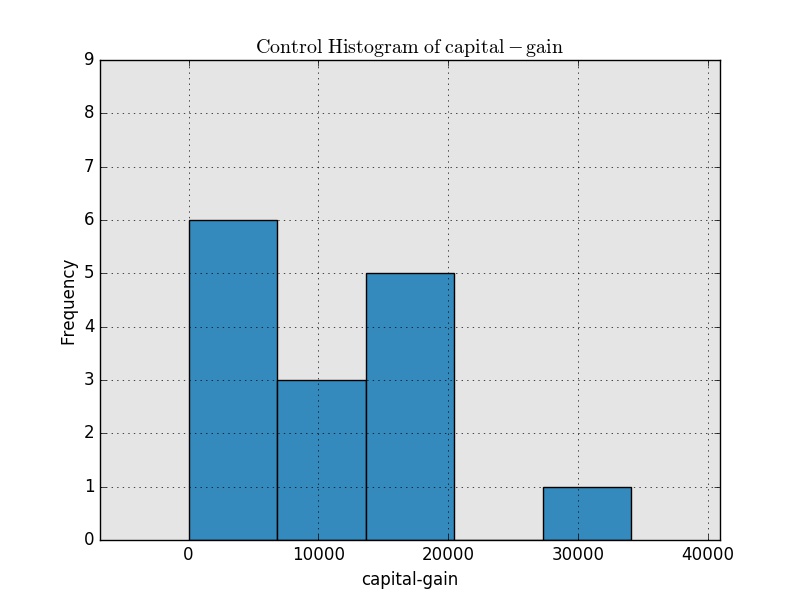 Control Histogram of capital − gain
9
8
7
6
5
4
3
2
1
0
Frequency
0 10000 20000 30000 40000
capital-gain